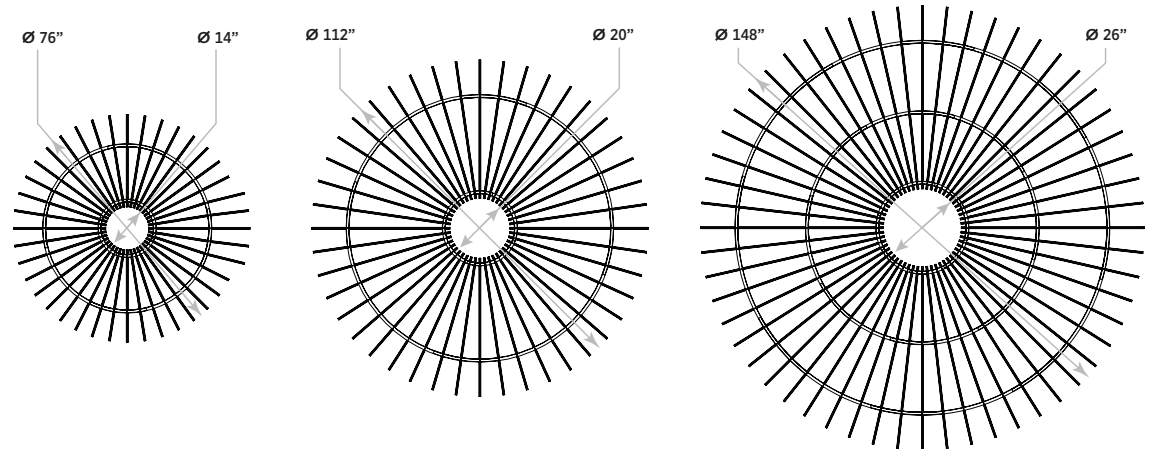 Ø 76”
Ø 14”
Ø 112”
Ø 20”
Ø 148”
Ø 26”